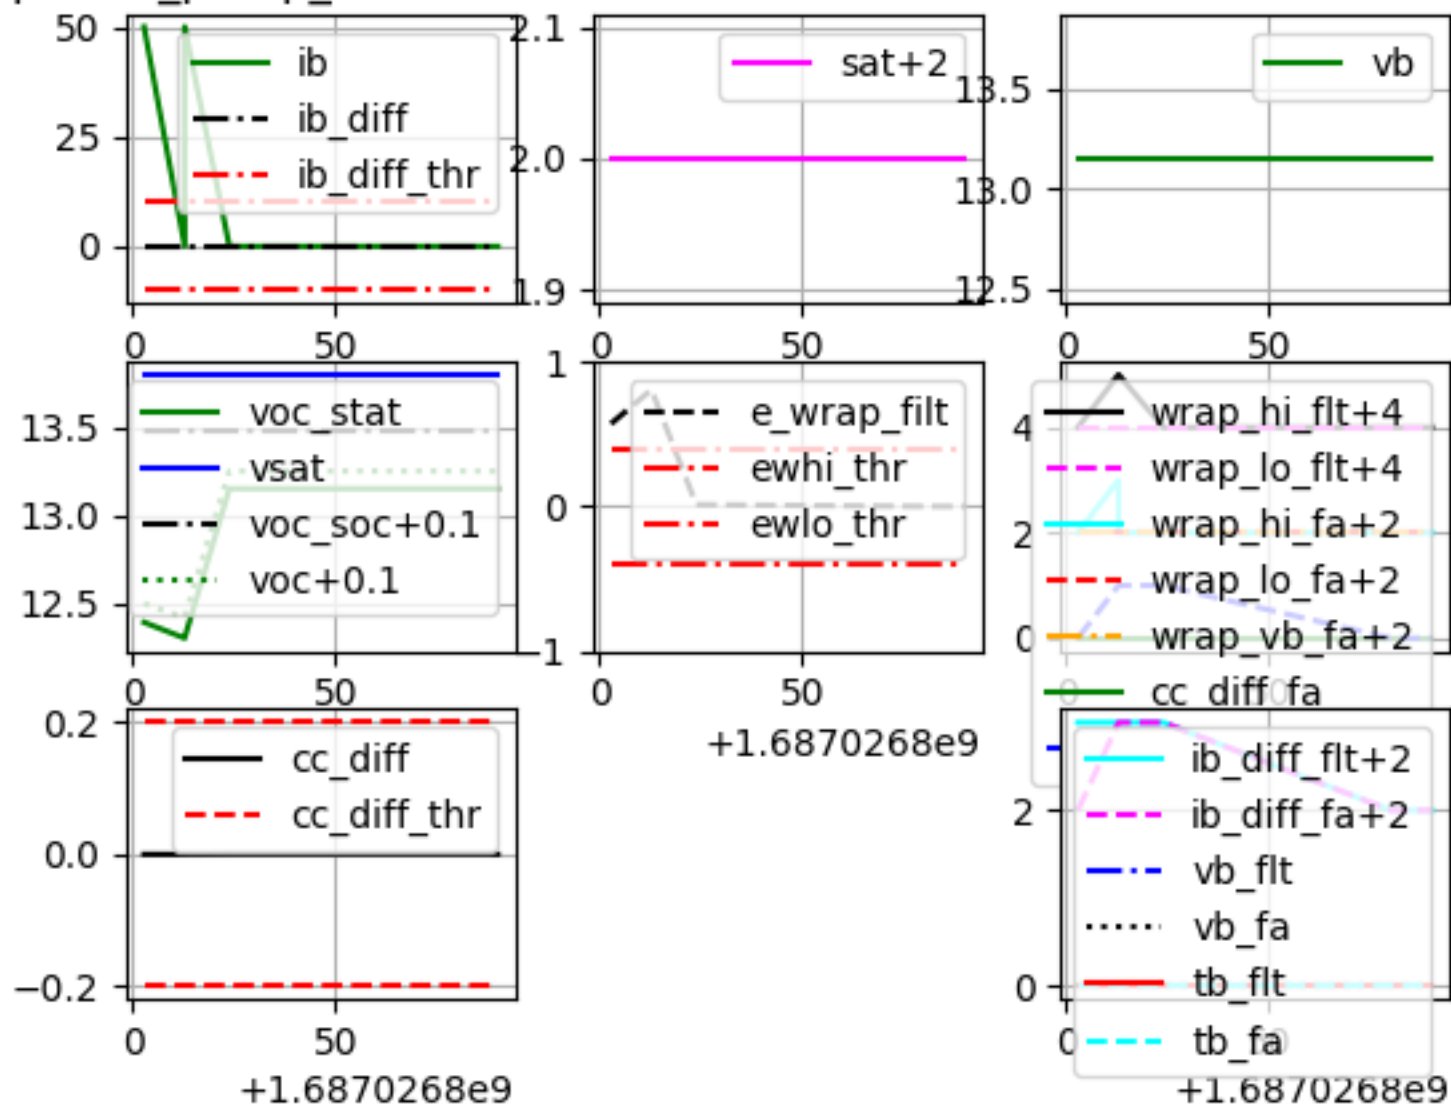 50
25
0
ib
ib_diff
ib_diff_thr
0
50
2.1
2.0
1.9
sat+2
0
50
13.5
13.0
12.5
vb
0
50
13.5
13.0
12.5
voc_stat
vsat
voc_soc+0.1
voc+0.1
0
50
1
0
−1
e_wrap_filt
ewhi_thr
ewlo_thr
0
50
+1.6870268e9
4
2
0
wrap_hi_flt+4
wrap_lo_flt+4
wrap_hi_fa+2
wrap_lo_fa+2
wrap_vb_fa+2
cc_diff_fa
0.2
0.0
−0.2
cc_diff
cc_diff_thr
0
50
+1.6870268e9
2
0
ib_diff_flt+2
ib_diff_fa+2
vb_flt
vb_fa
tb_flt
tb_fa
+1.6870268e9